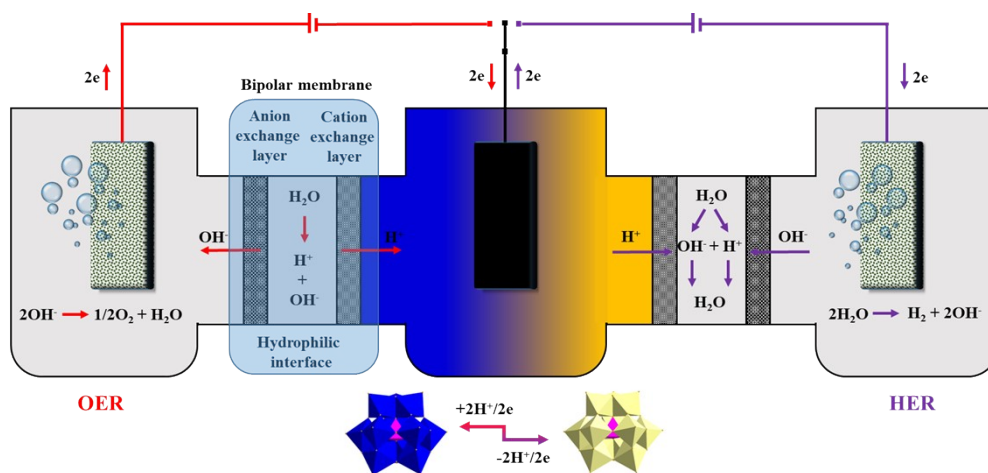 2e
2e
2e
2e
Bipolar membrane
Anion
exchange
layer
Cation
exchange
layer
H₂O
H⁺
+
OH⁻
OH⁻
H⁺
Hydrophilic
interface
2OH⁻ → 1/2O₂ + H₂O
OER
H⁺
H₂O
OH⁻ + H⁺
H₂O
OH⁻
2H₂O → H₂ + 2OH⁻
HER
+2H⁺/2e
-2H⁺/2e